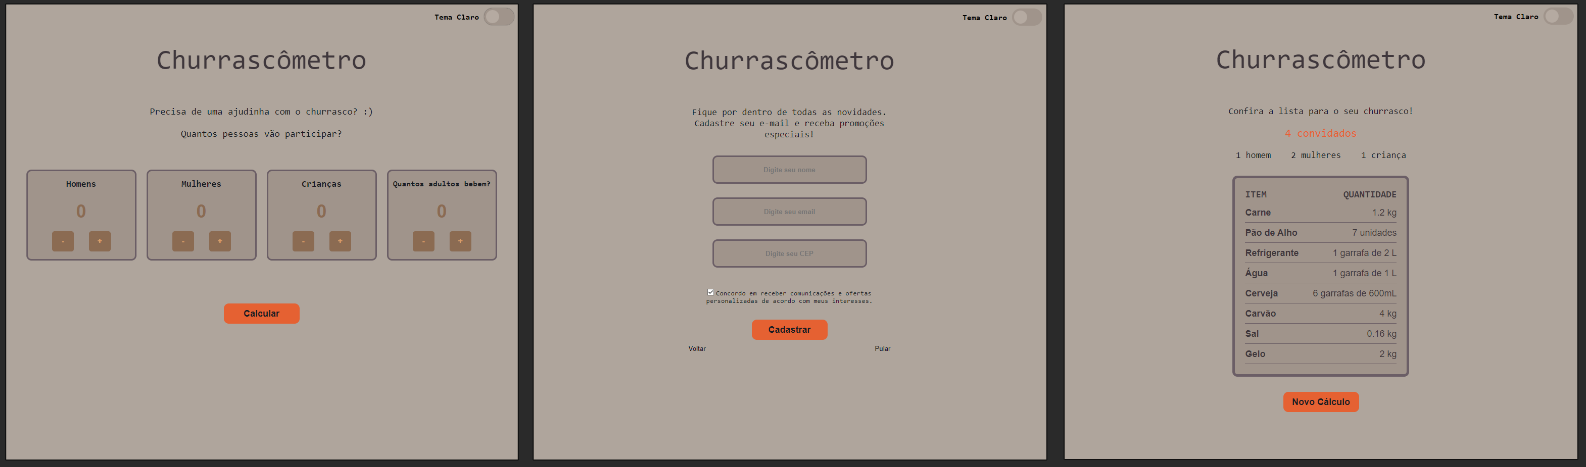 Tema Claro
Churrascômetro
Precisa de uma ajudinha com o churrasco? :)
Quantos pessoas vão participar?
Homens
Mulheres
Crianças
Quantos adultos bebem?
0
0
0
0
- +
- +
- +
- +
Calcular
Tema Claro
Churrascômetro
Fique por dentro de todas as novidades.
Cadastre seu e-mail e receba promoções
especiais!
Digite seu nome
Digite seu email
Digite seu CEP
Concordo em receber comunicações e ofertas
personalizadas de acordo com meus interesses.
Cadastrar
Voltar
Pular
Tema Claro
Churrascômetro
Confira a lista para o seu churrasco!
4 convidados
1 homem 2 mulheres 1 criança
ITEM QUANTIDADE
Carne 1.2 kg
Pão de Alho 7 unidades
Refrigerante 1 garrafa de 2 L
Água 1 garrafa de 1 L
Cerveja 6 garrafas de 600mL
Carvão 4 kg
Sal 0.16 kg
Gelo 2 kg
Novo Cálculo